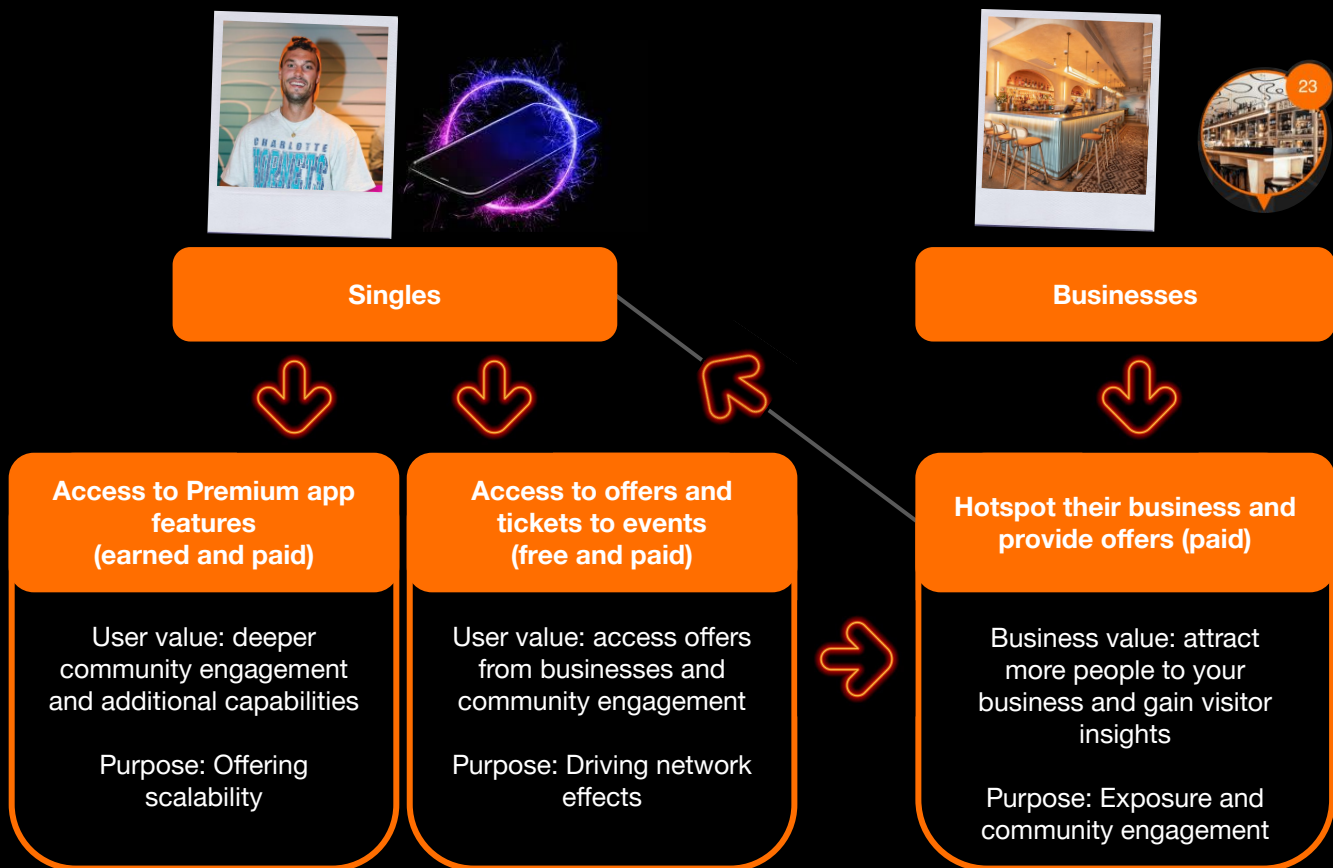 CHARLOTTE
HORNETS
23
Singles
Businesses
Access to Premium app
features
(earned and paid)
Access to offers and
tickets to events
(free and paid)
Hotspot their business and
provide offers (paid)
User value: deeper
community engagement
and additional capabilities
Purpose: Offering
scalability
User value: access offers
from businesses and
community engagement
Purpose: Driving network
effects
Business value: attract
more people to your
business and gain visitor
insights
Purpose: Exposure and
community engagement